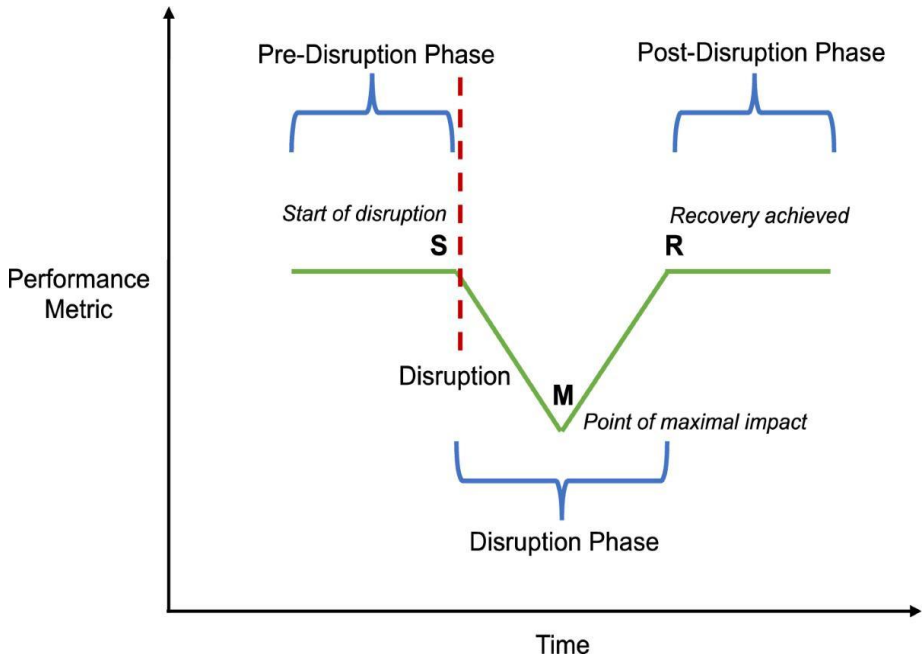 Pre-Disruption Phase
Post-Disruption Phase
Start of disruption
Recovery achieved
S
R
Performance
Metric
Disruption
M
Point of maximal impact
Disruption Phase
Time